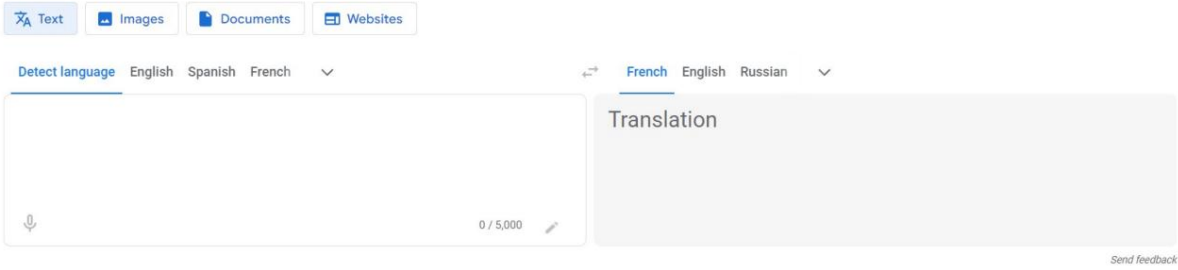 Text Images Documents Websites
Detect language English Spanish French French English Russian
Translation
0 / 5,000
Send feedback